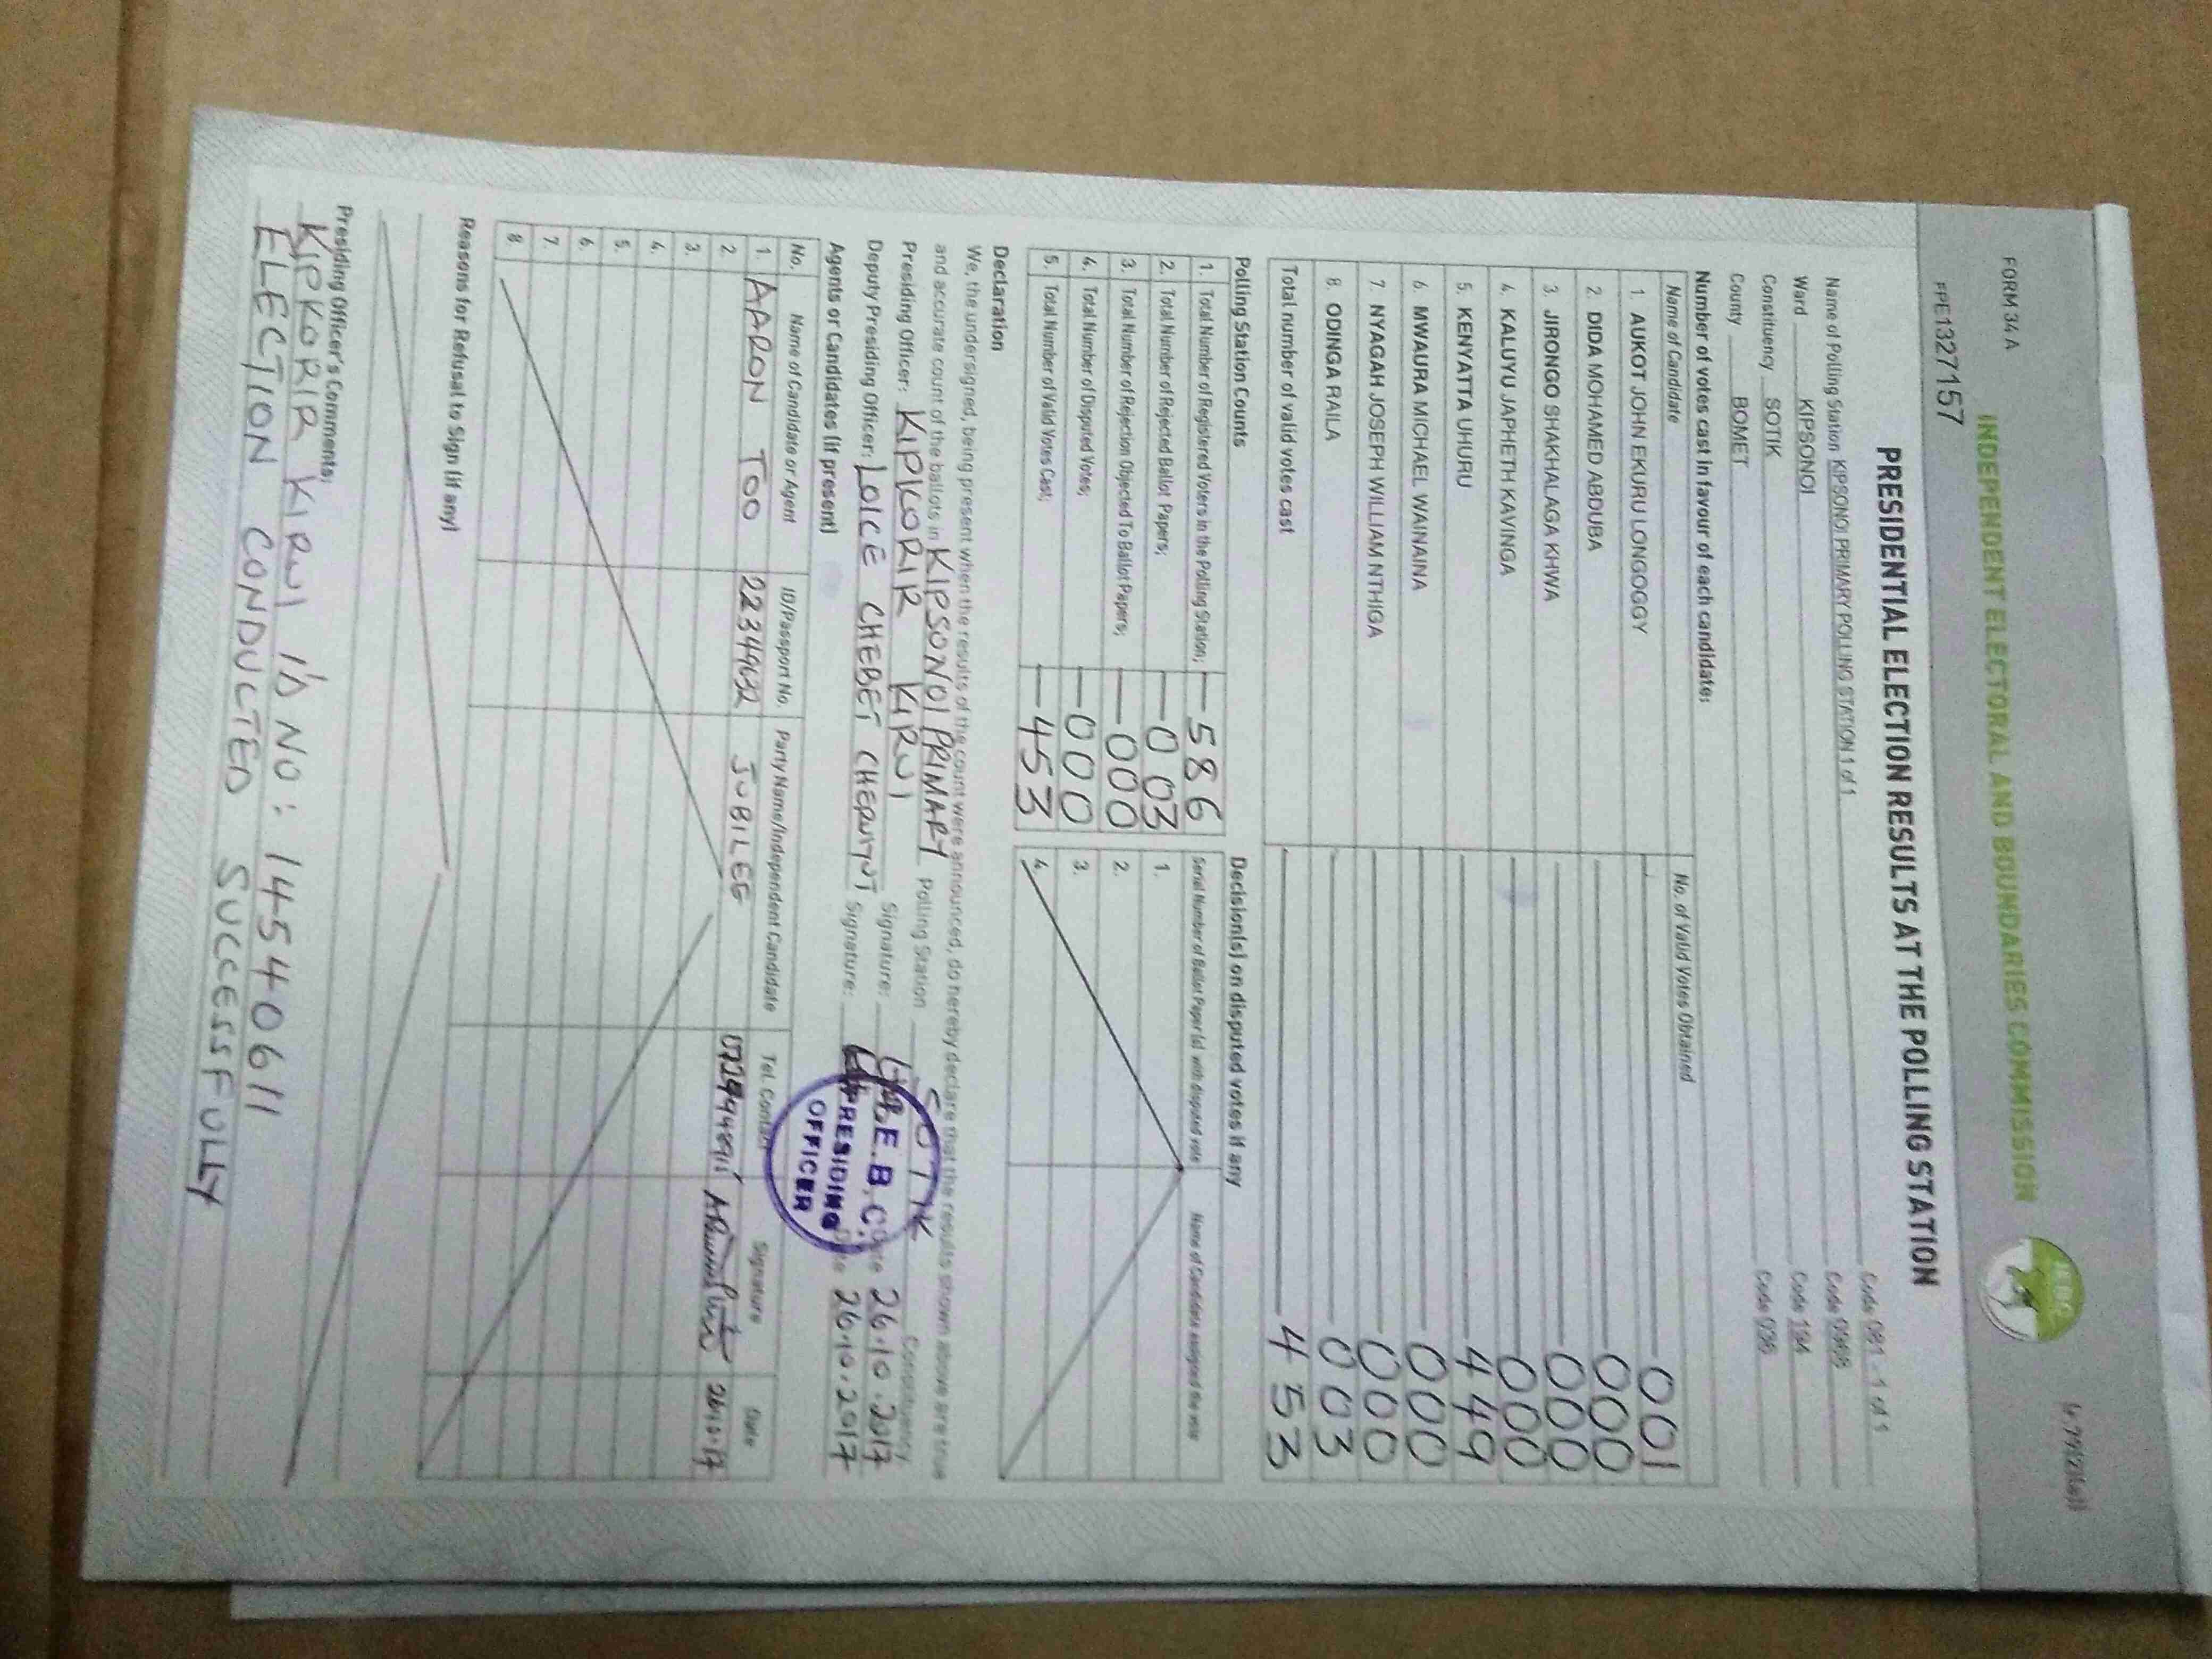 FORM 34A
INDEPENDENT ELECTORAL AND BOUNDARIES COMMISSION
IEBC
PPE1327157
PRESIDENTIAL ELECTION RESULTS AT THE POLLING STATION
Name of Polling Station KIPSONOI PRIMARY POLLING STATION 1 of 1 Code 081 - 1 of 1
Ward KIPSONOI Code 0968
Constituency SOTIK Code 194
County BOMET Code 036
Number of votes cast in favour of each candidate:
Name of Candidate No. of Valid Votes Obtained
1. AUKOT JOHN EKURU LONGOGGY 001
2. DIDA MOHAMED ABDUBA 000
3. JIRONGO SHAKHALAGA KHWA 000
4. KALUYU JAPHETH KAVINGA 000
5. KENYATTA UHURU 449
6. MWAURA MICHAEL WAINAINA 000
7. NYAGAH JOSEPH WILLIAM NTHIGA 000
8. ODINGA RAILA 003
Total number of valid votes cast 453
Polling Station Counts
1. Total Number of Registered Voters in the Polling Station; 586
2. Total Number of Rejected Ballot Papers; 003
3. Total Number of Rejection Objected To Ballot Papers; 000
4. Total Number of Disputed Votes; 000
5. Total Number of Valid Votes Cast; 453
Decision(s) on disputed votes if any
Serial Number of Ballot Paper (s) with disputed vote Name of Candidate assigned the vote
1.
2.
3.
4.
Declaration
We, the undersigned, being present when the results of the count were announced, do hereby declare that the results shown above are true
and accurate count of the ballots in KIPSONOI PRIMARY Polling Station SOTIK Constituency
Presiding Officer: KIPKORIR KIRUI Signature: Date 26.10.2017
Deputy Presiding Officer: LOICE CHEBET Signature: Date 26.10.2017
I.E.B.C.
PRESIDING
OFFICER
Agents or Candidates (if present)
No. Name of Candidate or Agent ID/Passport No. Party Name/Independent Candidate Tel. Contact Signature Date
1. AARON TOO 22349632 JUBILEE 26.10.17
2.
3.
4.
5.
6.
7.
8.
Reasons for Refusal to Sign (if any)
Presiding Officer's Comments;
KIPKORIR KIRUI I/D NO: 145540611
ELECTION CONDUCTED SUCCESSFULLY